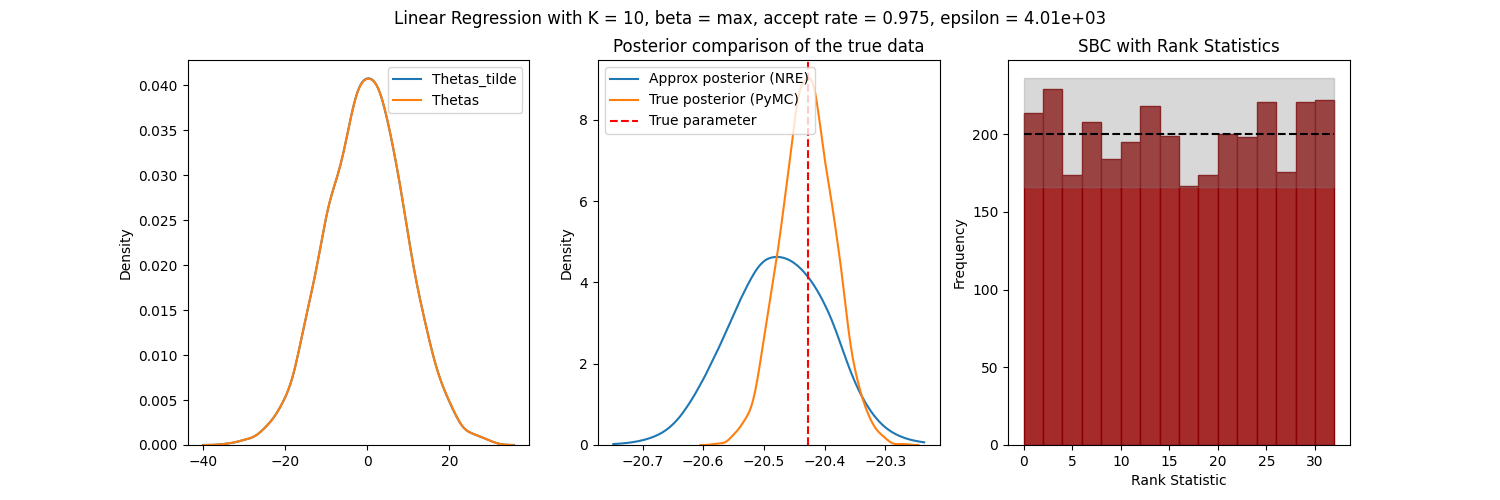 Linear Regression with K = 10, beta = max, accept rate = 0.975, epsilon = 4.01e+03
Density
0.040
0.035
0.030
0.025
0.020
0.015
0.010
0.005
0.000
−40
−20
0
20
Thetas_tilde
Thetas
Posterior comparison of the true data
Density
8
6
4
2
0
−20.7
−20.6
−20.5
−20.4
−20.3
Approx posterior (NRE)
True posterior (PyMC)
True parameter
SBC with Rank Statistics
Frequency
200
150
100
50
0
0
5
10
15
20
25
30
Rank Statistic